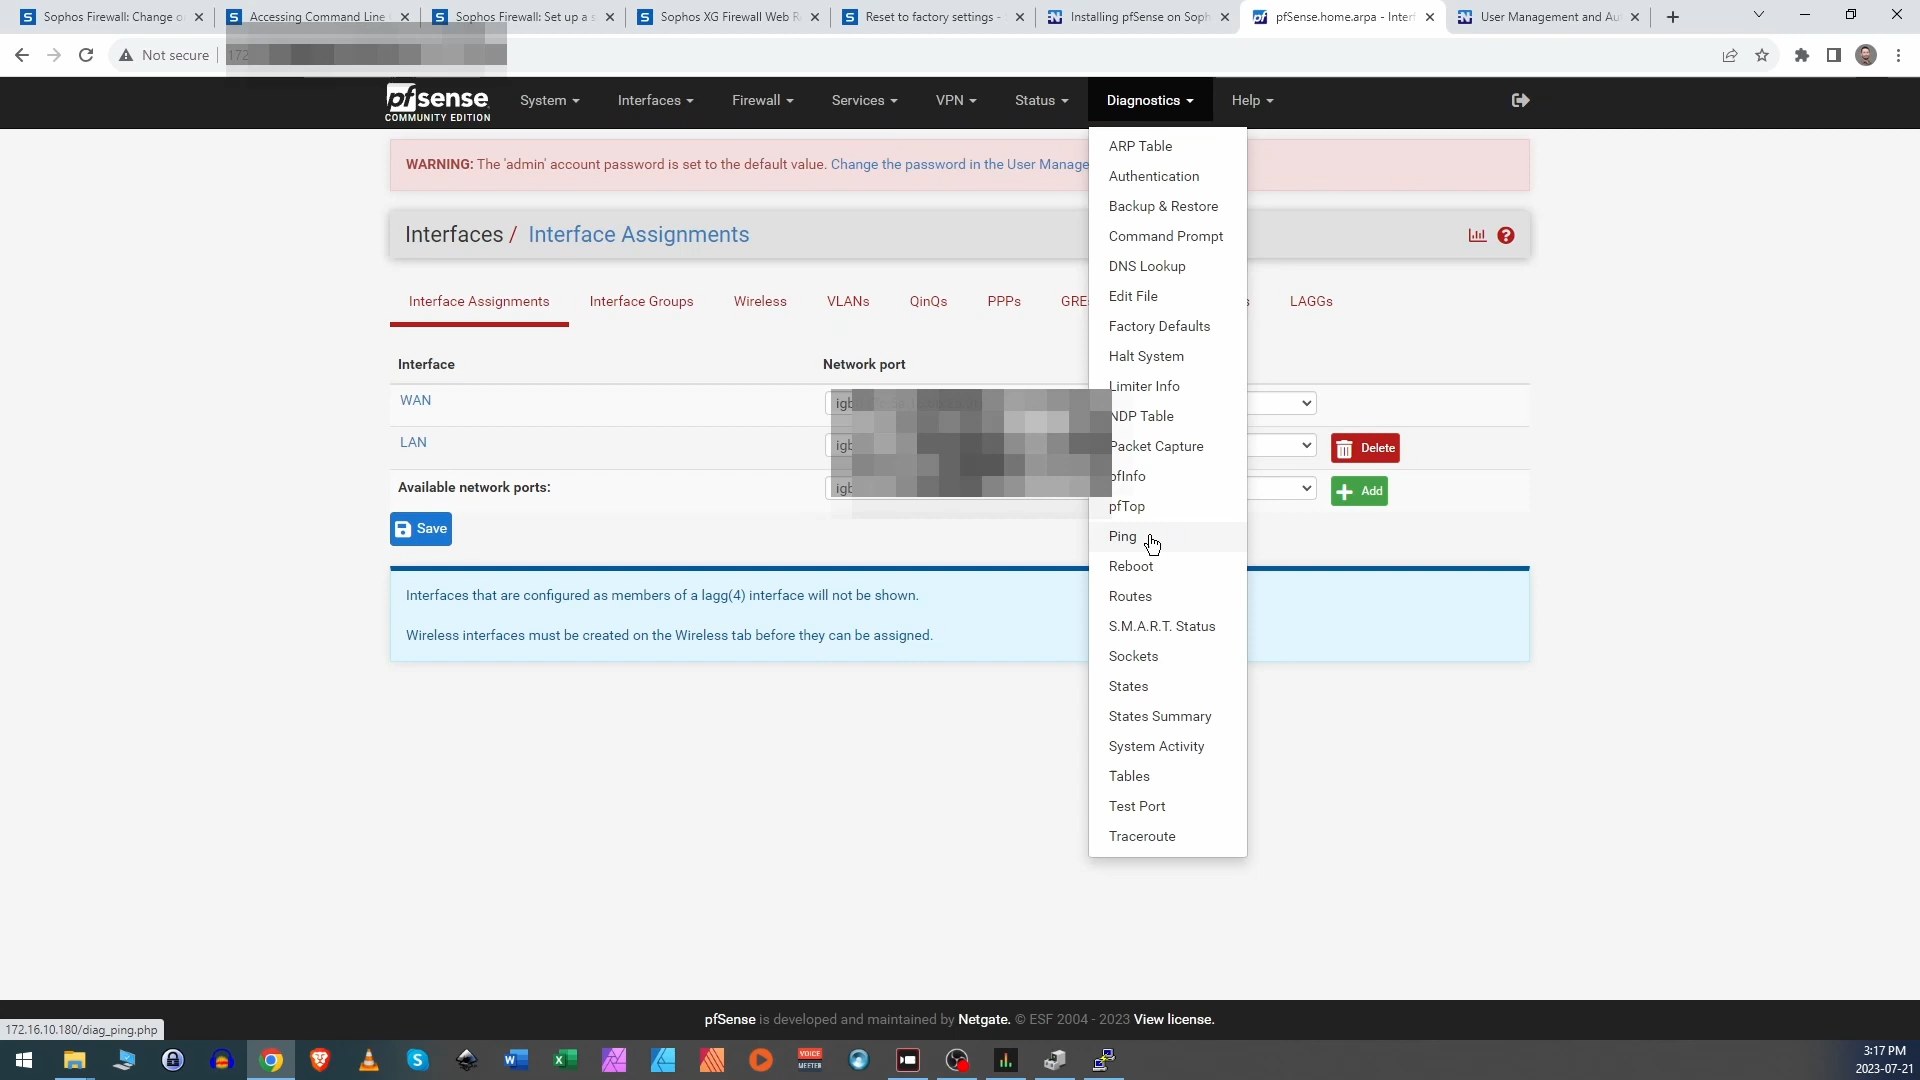 Sophos Firewall: Change o
Accessing Command Line
Sophos Firewall: Set up a s
Sophos XG Firewall Web R
Reset to factory settings -
Installing pfSense on Soph
pfSense.home.arpa - Interf
User Management and Au
Not secure
172
pfsense
COMMUNITY EDITION
System
Interfaces
Firewall
Services
VPN
Status
Diagnostics
Help
WARNING: The 'admin' account password is set to the default value. Change the password in the User Manage
Interfaces / Interface Assignments
Interface Assignments
Interface Groups
Wireless
VLANs
QinQs
PPPs
GRE
s
LAGGs
Interface
Network port
WAN
igb
LAN
igb
Delete
Available network ports:
igb
Add
Save
Interfaces that are configured as members of a lagg(4) interface will not be shown.
Wireless interfaces must be created on the Wireless tab before they can be assigned.
ARP Table
Authentication
Backup & Restore
Command Prompt
DNS Lookup
Edit File
Factory Defaults
Halt System
Limiter Info
NDP Table
Packet Capture
pfInfo
pfTop
Ping
Reboot
Routes
S.M.A.R.T. Status
Sockets
States
States Summary
System Activity
Tables
Test Port
Traceroute
pfSense is developed and maintained by Netgate. © ESF 2004 - 2023 View license.
172.16.10.180/diag_ping.php
VOICE
MEETER
3:17 PM
2023-07-21